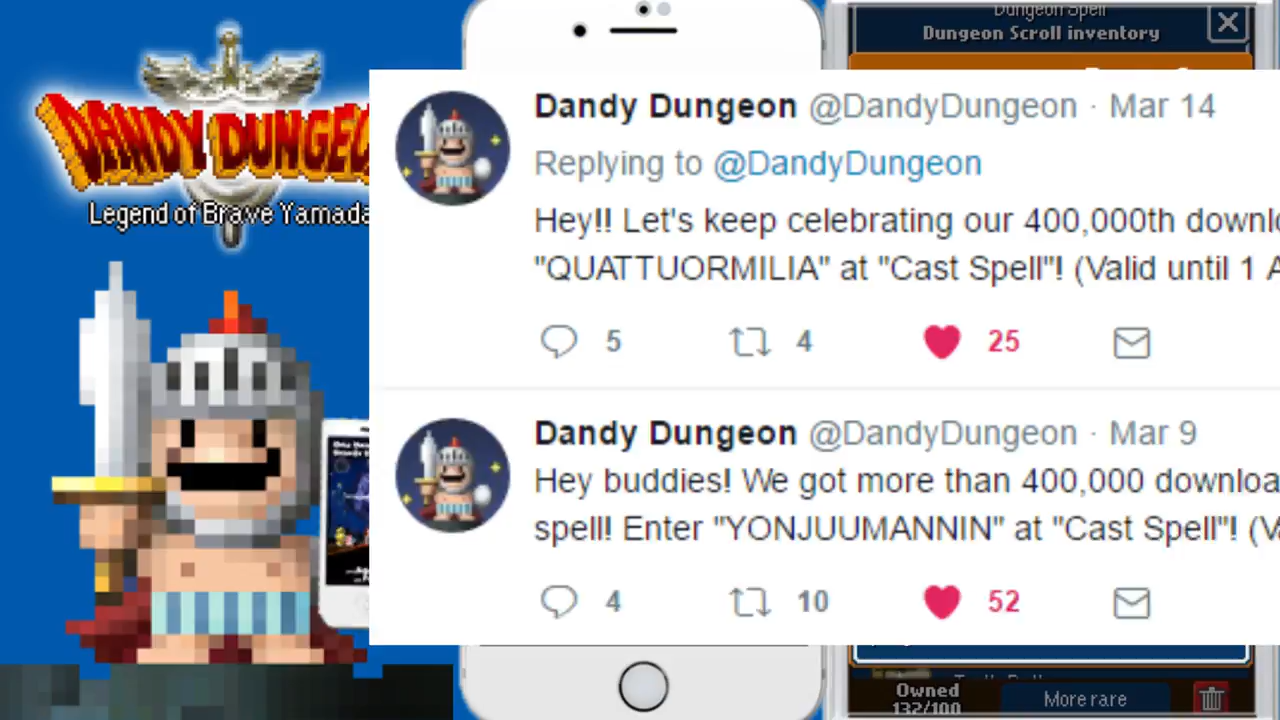 DANDY DUNGEO
Legend of Brave Yamada
Dungeon Spell
Dungeon Scroll inventory
Dandy Dungeon @DandyDungeon · Mar 14
Replying to @DandyDungeon
Hey!! Let's keep celebrating our 400,000th downlo
"QUATTUORMILIA" at "Cast Spell"! (Valid until 1 A
5 4 25
Dandy Dungeon @DandyDungeon · Mar 9
Hey buddies! We got more than 400,000 downloa
spell! Enter "YONJUUMANNIN" at "Cast Spell"! (Va
4 10 52
Owned
132/100
More rare